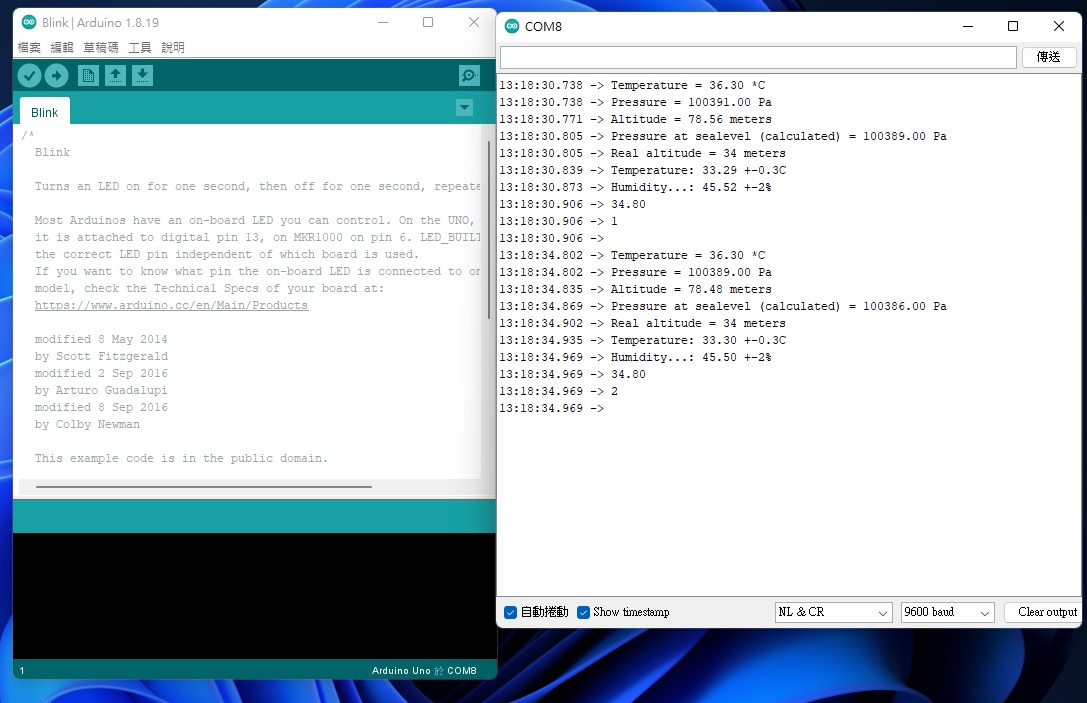 Blink | Arduino 1.8.19
檔案 編輯 草稿碼 工具 說明
Blink
/*
Blink
Turns an LED on for one second, then off for one second, repeate
Most Arduinos have an on-board LED you can control. On the UNO,
it is attached to digital pin 13, on MKR1000 on pin 6. LED_BUILT
the correct LED pin independent of which board is used.
If you want to know what pin the on-board LED is connected to on
model, check the Technical Specs of your board at:
https://www.arduino.cc/en/Main/Products
modified 8 May 2014
by Scott Fitzgerald
modified 2 Sep 2016
by Arturo Guadalupi
modified 8 Sep 2016
by Colby Newman
This example code is in the public domain.
1
Arduino Uno 於 COM8
COM8
傳送
13:18:30.738 -> Temperature = 36.30 *C
13:18:30.738 -> Pressure = 100391.00 Pa
13:18:30.771 -> Altitude = 78.56 meters
13:18:30.805 -> Pressure at sealevel (calculated) = 100389.00 Pa
13:18:30.805 -> Real altitude = 34 meters
13:18:30.839 -> Temperature: 33.29 +-0.3C
13:18:30.873 -> Humidity...: 45.52 +-2%
13:18:30.906 -> 34.80
13:18:30.906 -> 1
13:18:30.906 ->
13:18:34.802 -> Temperature = 36.30 *C
13:18:34.802 -> Pressure = 100389.00 Pa
13:18:34.835 -> Altitude = 78.48 meters
13:18:34.869 -> Pressure at sealevel (calculated) = 100386.00 Pa
13:18:34.902 -> Real altitude = 34 meters
13:18:34.935 -> Temperature: 33.30 +-0.3C
13:18:34.969 -> Humidity...: 45.50 +-2%
13:18:34.969 -> 34.80
13:18:34.969 -> 2
13:18:34.969 ->
自動捲動 Show timestamp NL & CR 9600 baud Clear output